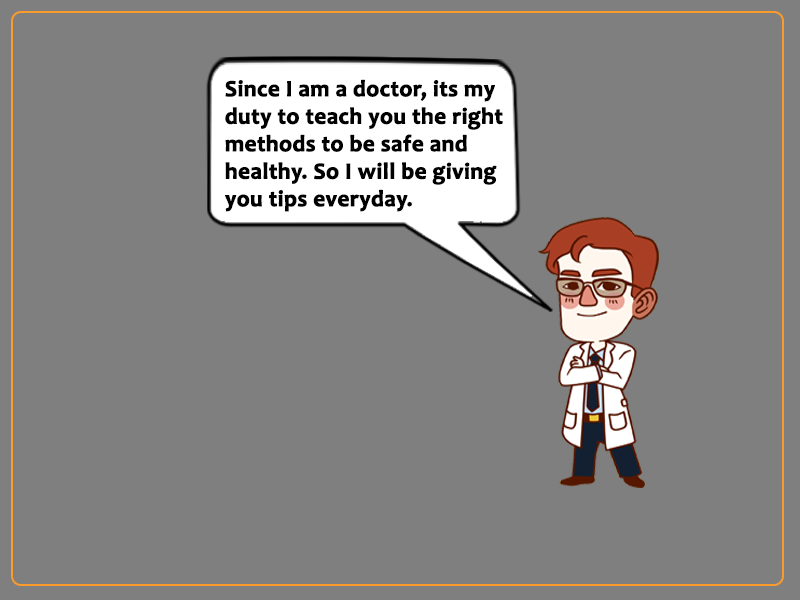 Since I am a doctor, its my
duty to teach you the right
methods to be safe and
healthy. So I will be giving
you tips everyday.